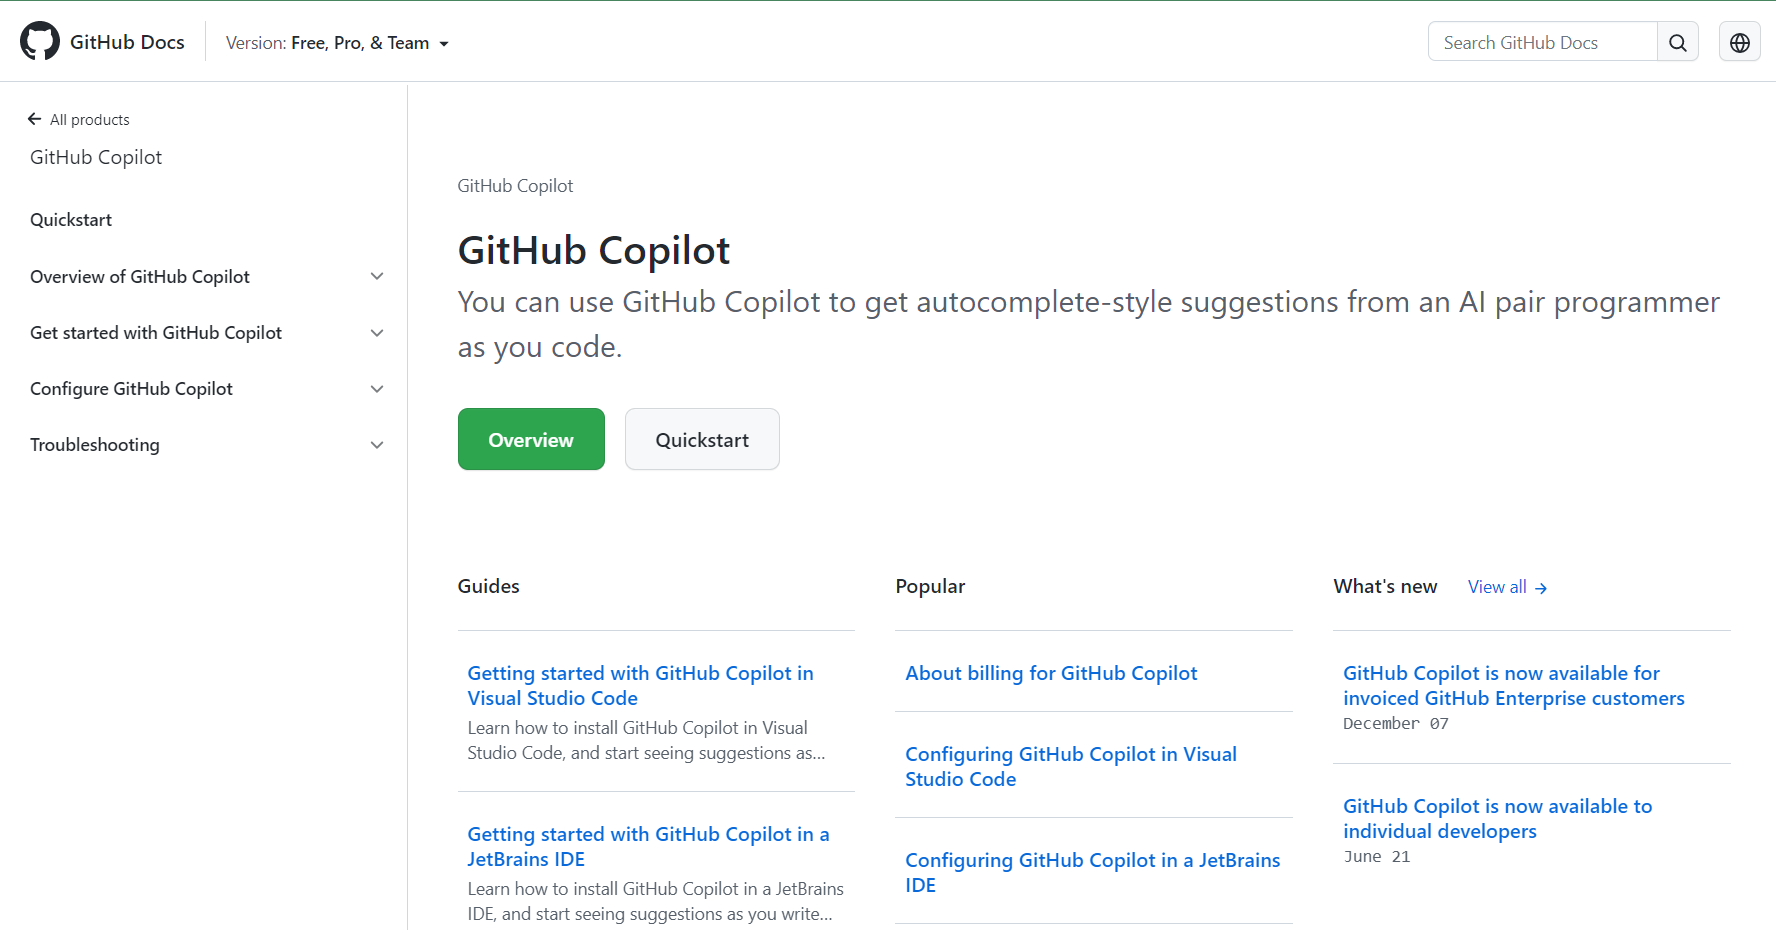 GitHub Docs
Version: Free, Pro, & Team
Search GitHub Docs
All products
GitHub Copilot
Quickstart
Overview of GitHub Copilot
Get started with GitHub Copilot
Configure GitHub Copilot
Troubleshooting
GitHub Copilot
GitHub Copilot
You can use GitHub Copilot to get autocomplete-style suggestions from an AI pair programmer
as you code.
Overview
Quickstart
Guides
Getting started with GitHub Copilot in
Visual Studio Code
Learn how to install GitHub Copilot in Visual
Studio Code, and start seeing suggestions as...
Getting started with GitHub Copilot in a
JetBrains IDE
Learn how to install GitHub Copilot in a JetBrains
IDE, and start seeing suggestions as you write...
Popular
About billing for GitHub Copilot
Configuring GitHub Copilot in Visual
Studio Code
Configuring GitHub Copilot in a JetBrains
IDE
What's new
View all →
GitHub Copilot is now available for
invoiced GitHub Enterprise customers
December 07
GitHub Copilot is now available to
individual developers
June 21